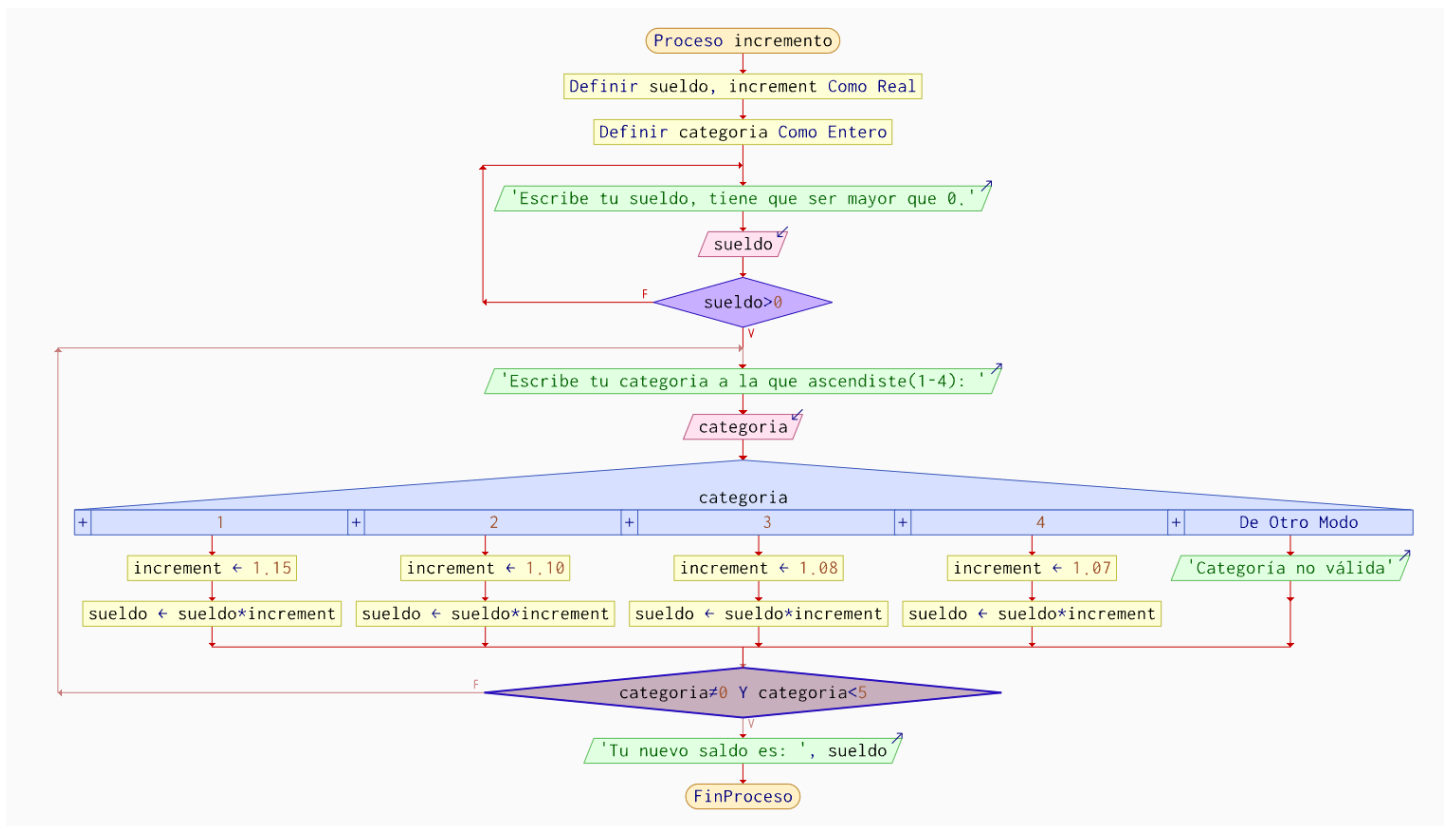 Proceso incremento
Definir sueldo, increment Como Real
Definir categoria Como Entero
'Escribe tu sueldo, tiene que ser mayor que 0.'
sueldo
sueldo>0
F
V
'Escribe tu categoria a la que ascendiste(1-4): '
categoria
categoria
+ 1 + 2 + 3 + 4 + De Otro Modo
increment ← 1.15 increment ← 1.10 increment ← 1.08 increment ← 1.07 'Categoría no válida'
sueldo ← sueldo*increment sueldo ← sueldo*increment sueldo ← sueldo*increment sueldo ← sueldo*increment
categoria≠0 Y categoria<5
F
V
'Tu nuevo saldo es: ', sueldo
FinProceso